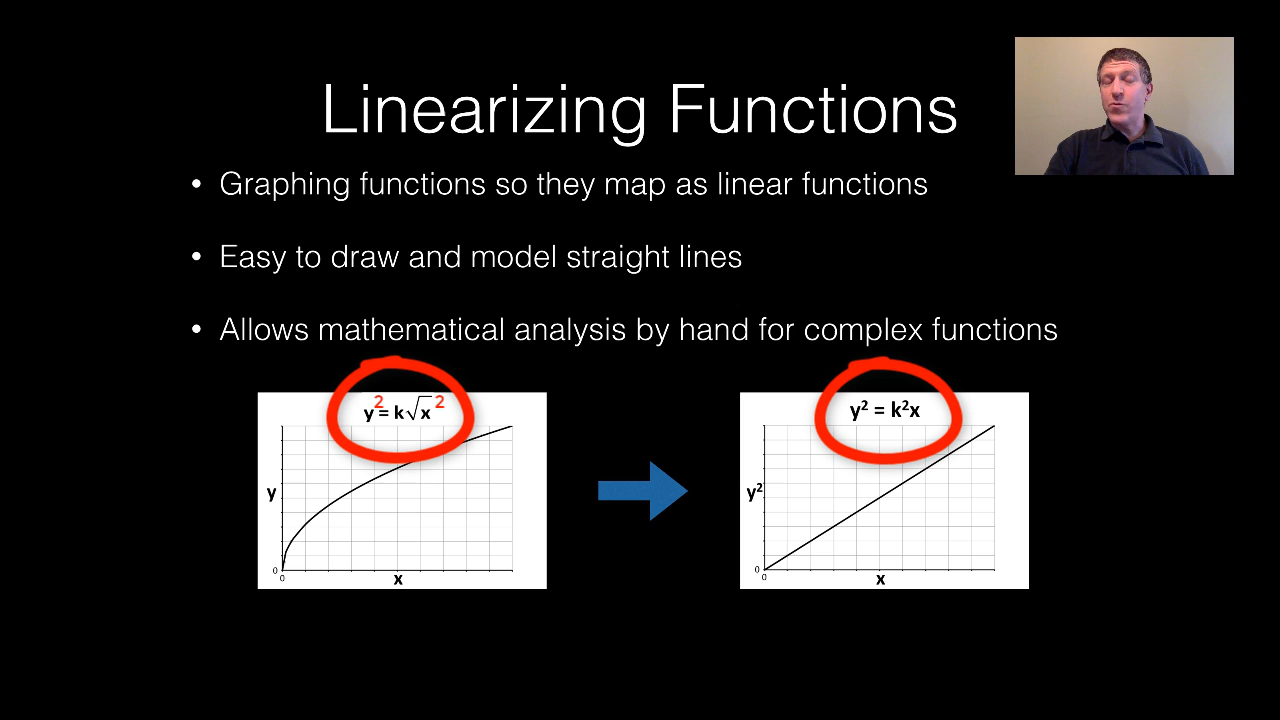 Linearizing Functions
• Graphing functions so they map as linear functions
• Easy to draw and model straight lines
• Allows mathematical analysis by hand for complex functions
y² = k√x ²
y
0
0
x
y² = k²x
y²
0
0
x